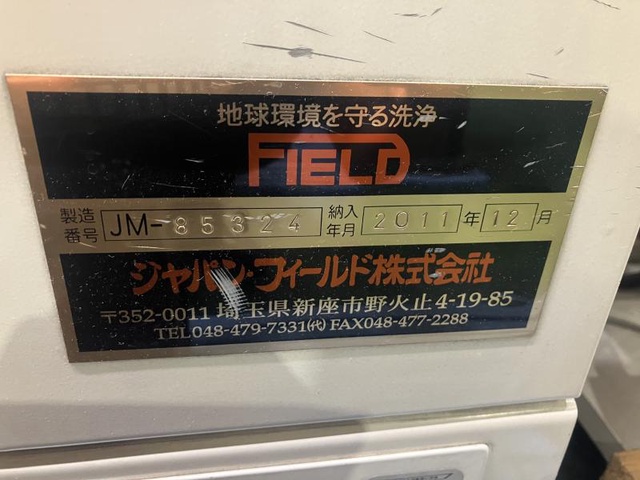 地球環境を守る洗浄
FIELD
製造番号 JM-85324 納入年月 2011年12月
ジャパン・フィールド株式会社
〒352-0011 埼玉県新座市野火止4-19-85
TEL048-479-7331(代) FAX048-477-2288